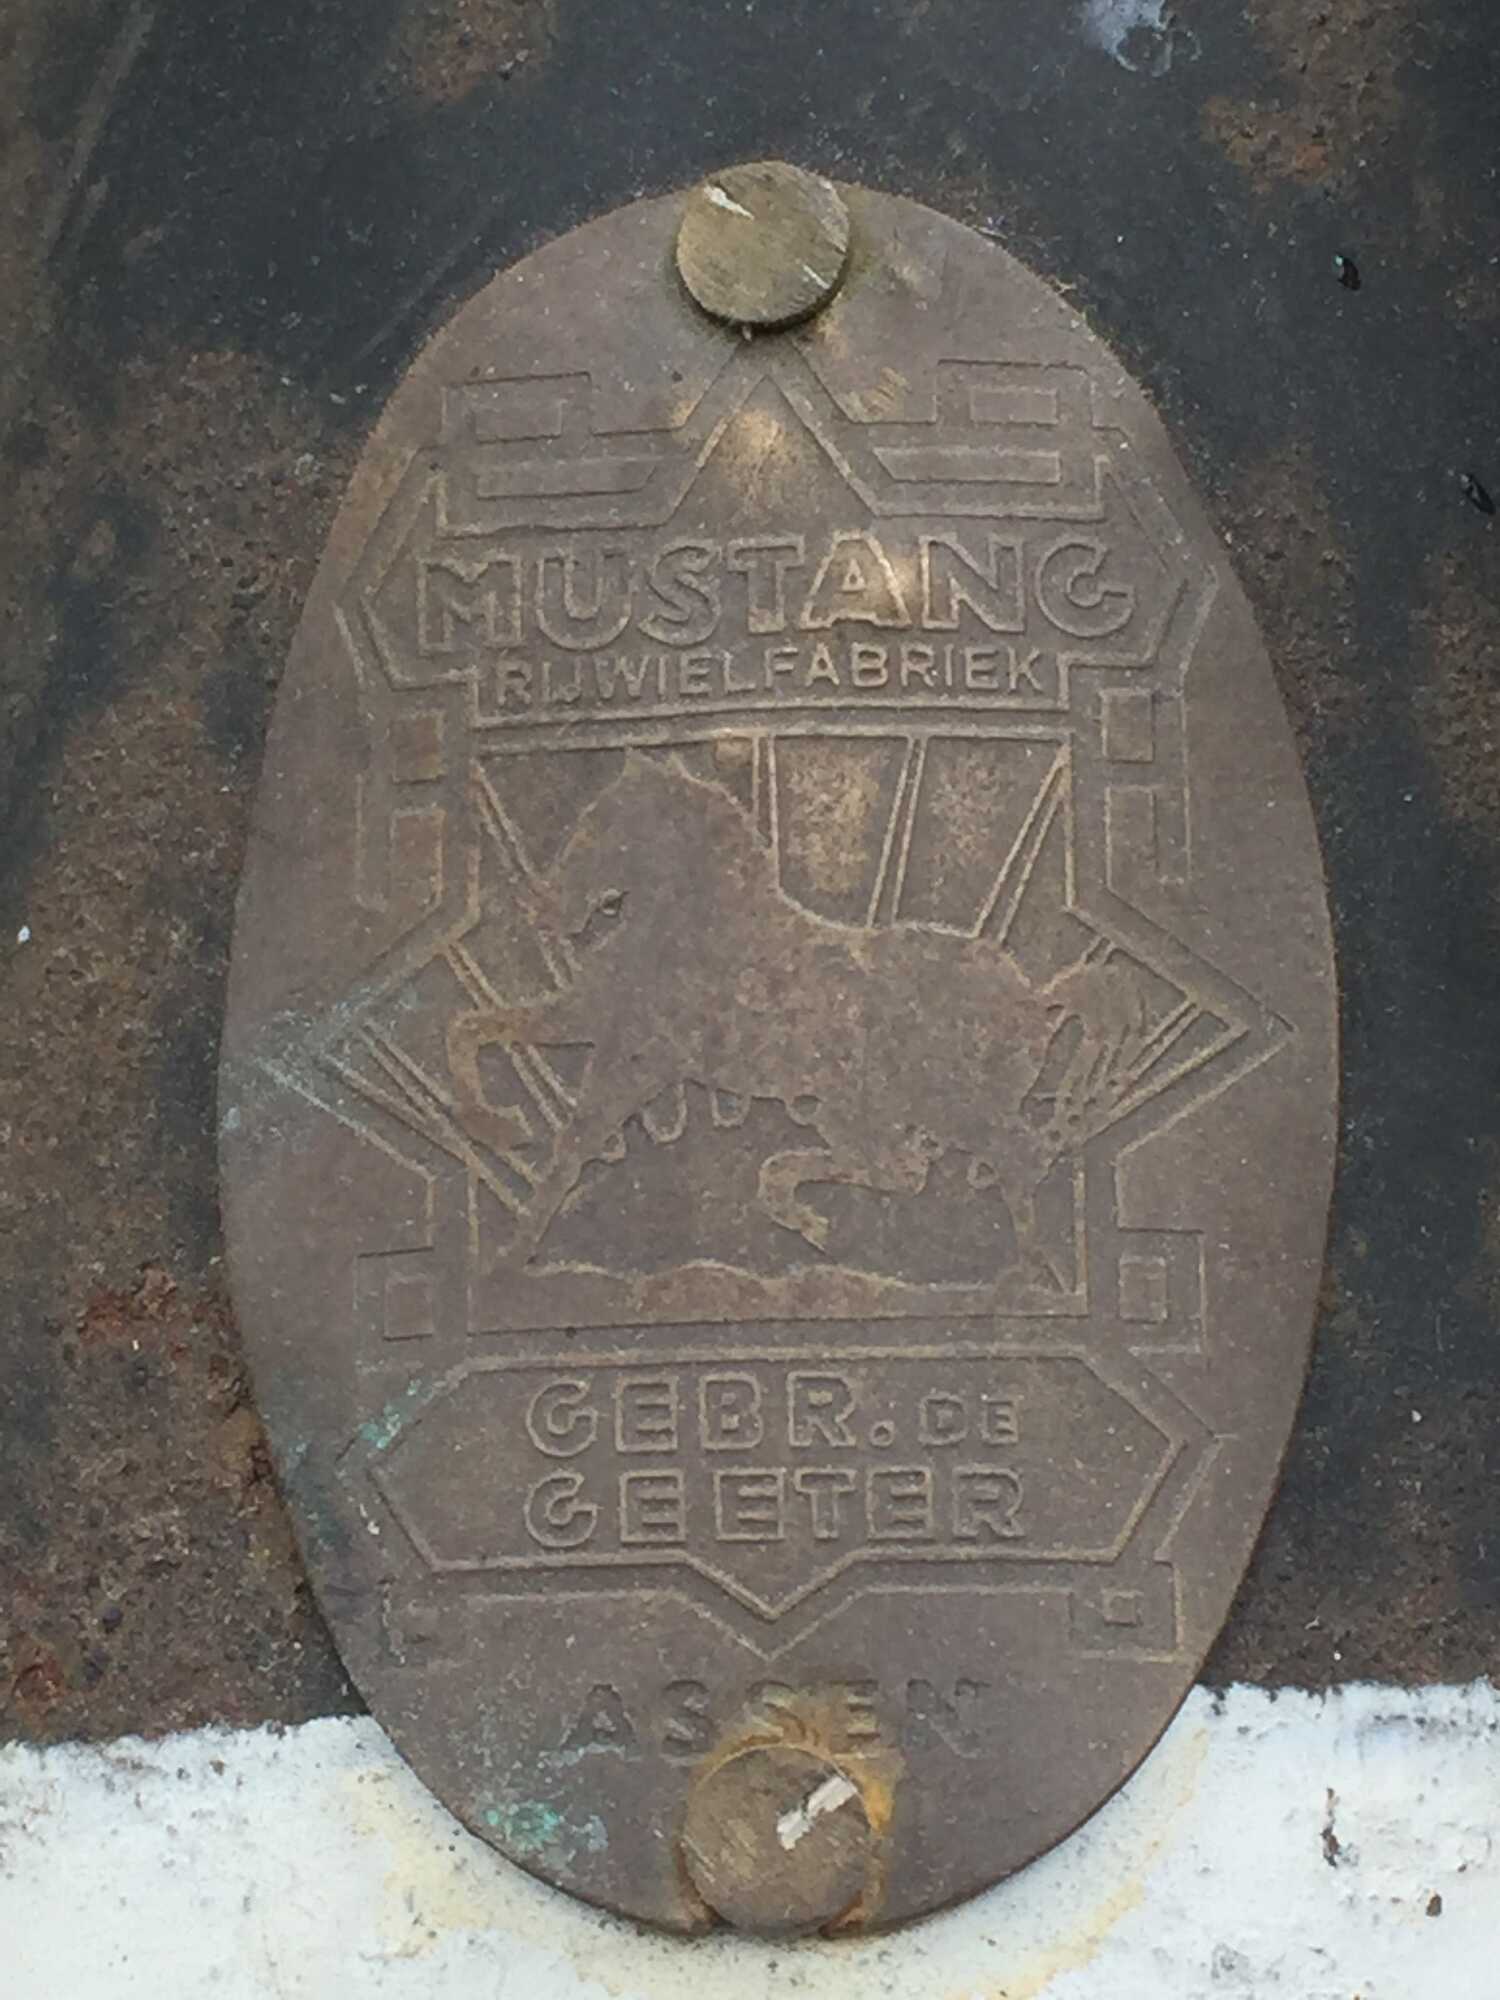 MUSTANG
RIJWIELFABRIEK
GEBR. DE
GEETER
ASSEN